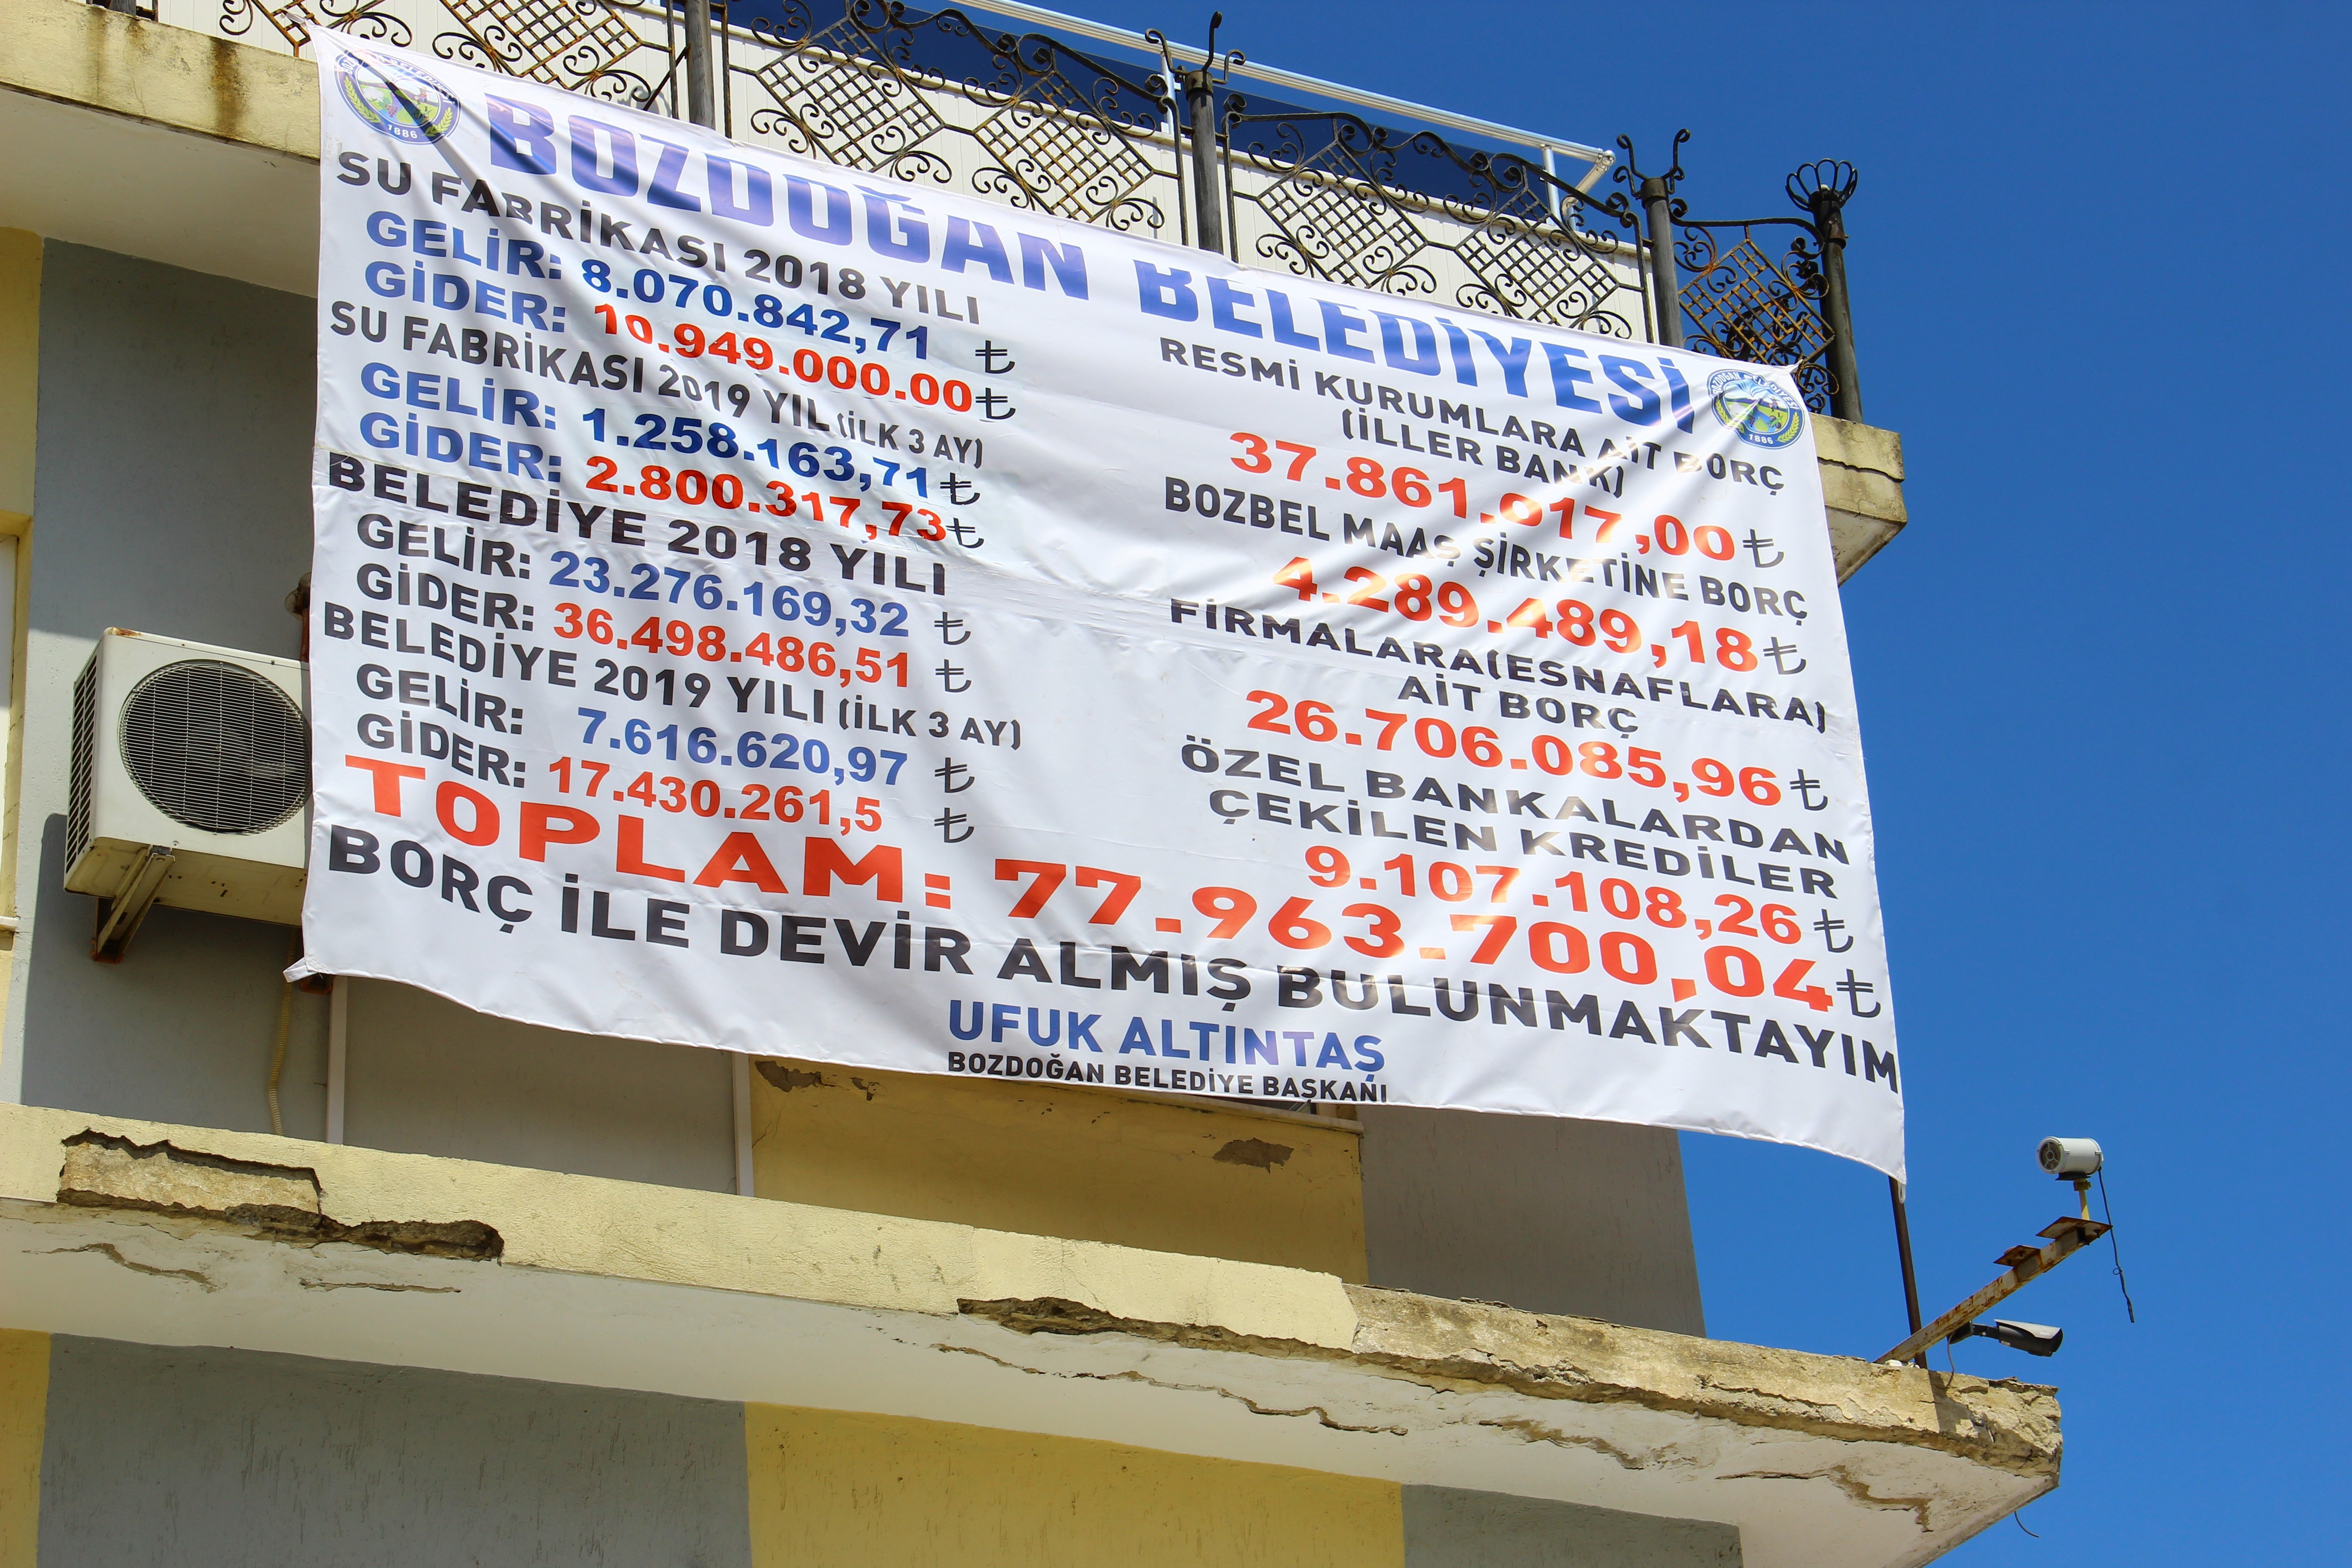 BOZDOĞAN BELEDİYESİ
1886
SU FABRİKASI 2018 YILI
GELİR: 8.070.842,71 ₺
GİDER: 10.949.000.00₺
SU FABRİKASI 2019 YIL (İLK 3 AY)
GELİR: 1.258.163,71₺
GİDER: 2.800.317,73₺
BELEDİYE 2018 YILI
GELİR: 23.276.169,32 ₺
GİDER: 36.498.486,51 ₺
BELEDİYE 2019 YILI (İLK 3 AY)
GELİR: 7.616.620,97 ₺
GİDER: 17.430.261,5 ₺
RESMİ KURUMLARA AİT BORÇ
(İLLER BANK)
37.861.017,00₺
BOZBEL MAAŞ ŞİRKETİNE BORÇ
4.289.489,18₺
FİRMALARA(ESNAFLARA)
AİT BORÇ
26.706.085,96₺
ÖZEL BANKALARDAN
ÇEKİLEN KREDİLER
9.107.108,26₺
1886
TOPLAM: 77.963.700,04₺
BORÇ İLE DEVİR ALMIŞ BULUNMAKTAYIM
UFUK ALTINTAŞ
BOZDOĞAN BELEDİYE BAŞKANI